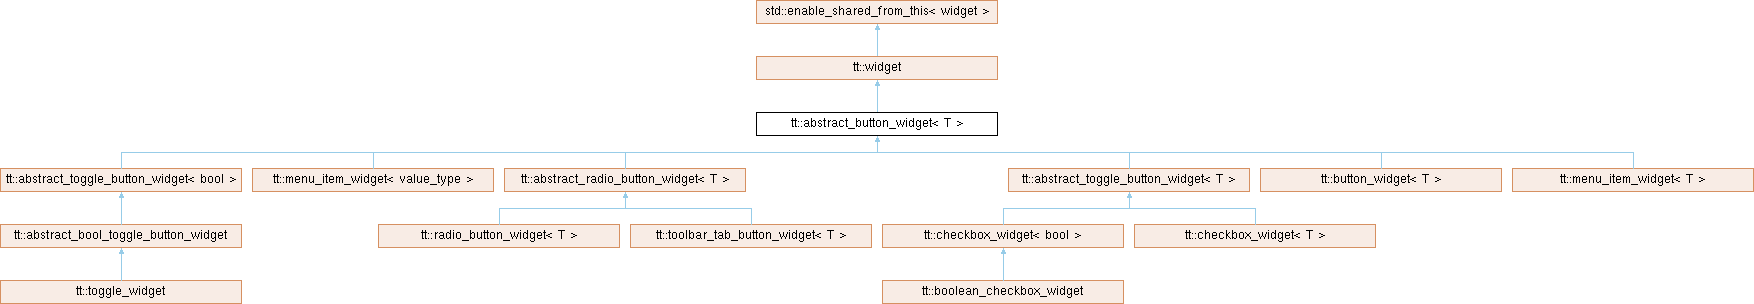 std::enable_shared_from_this< widget >
tt::widget
tt::abstract_button_widget< T >
tt::abstract_toggle_button_widget< bool >
tt::menu_item_widget< value_type >
tt::abstract_radio_button_widget< T >
tt::abstract_toggle_button_widget< T >
tt::button_widget< T >
tt::menu_item_widget< T >
tt::abstract_bool_toggle_button_widget
tt::radio_button_widget< T >
tt::toolbar_tab_button_widget< T >
tt::checkbox_widget< bool >
tt::checkbox_widget< T >
tt::toggle_widget
tt::boolean_checkbox_widget